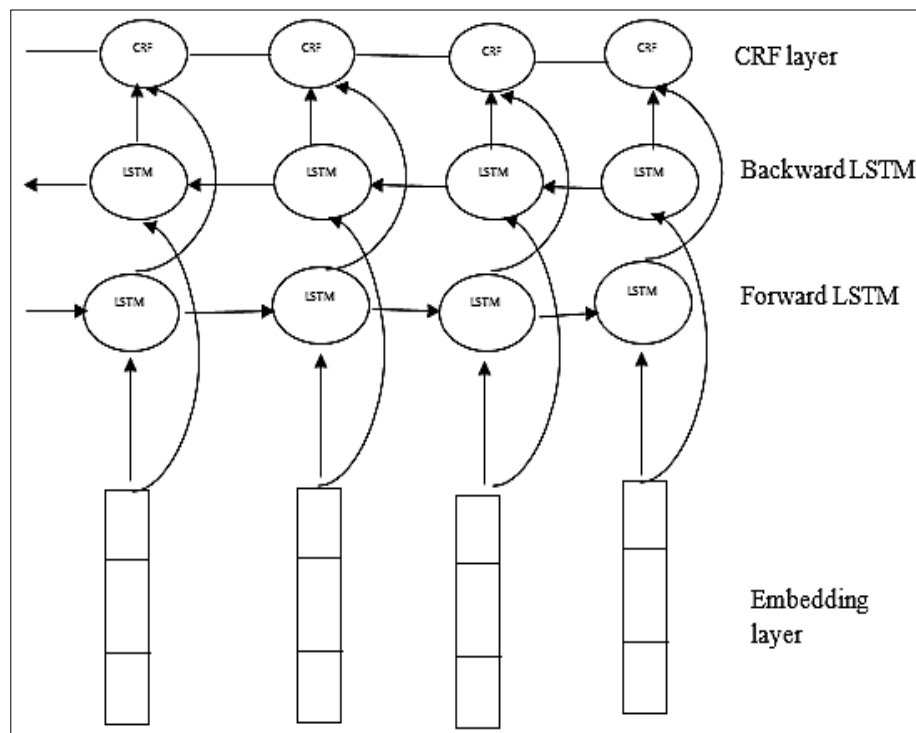 CRF CRF CRF CRF CRF layer
LSTM LSTM LSTM LSTM Backward LSTM
LSTM LSTM LSTM LSTM Forward LSTM
Embedding
layer